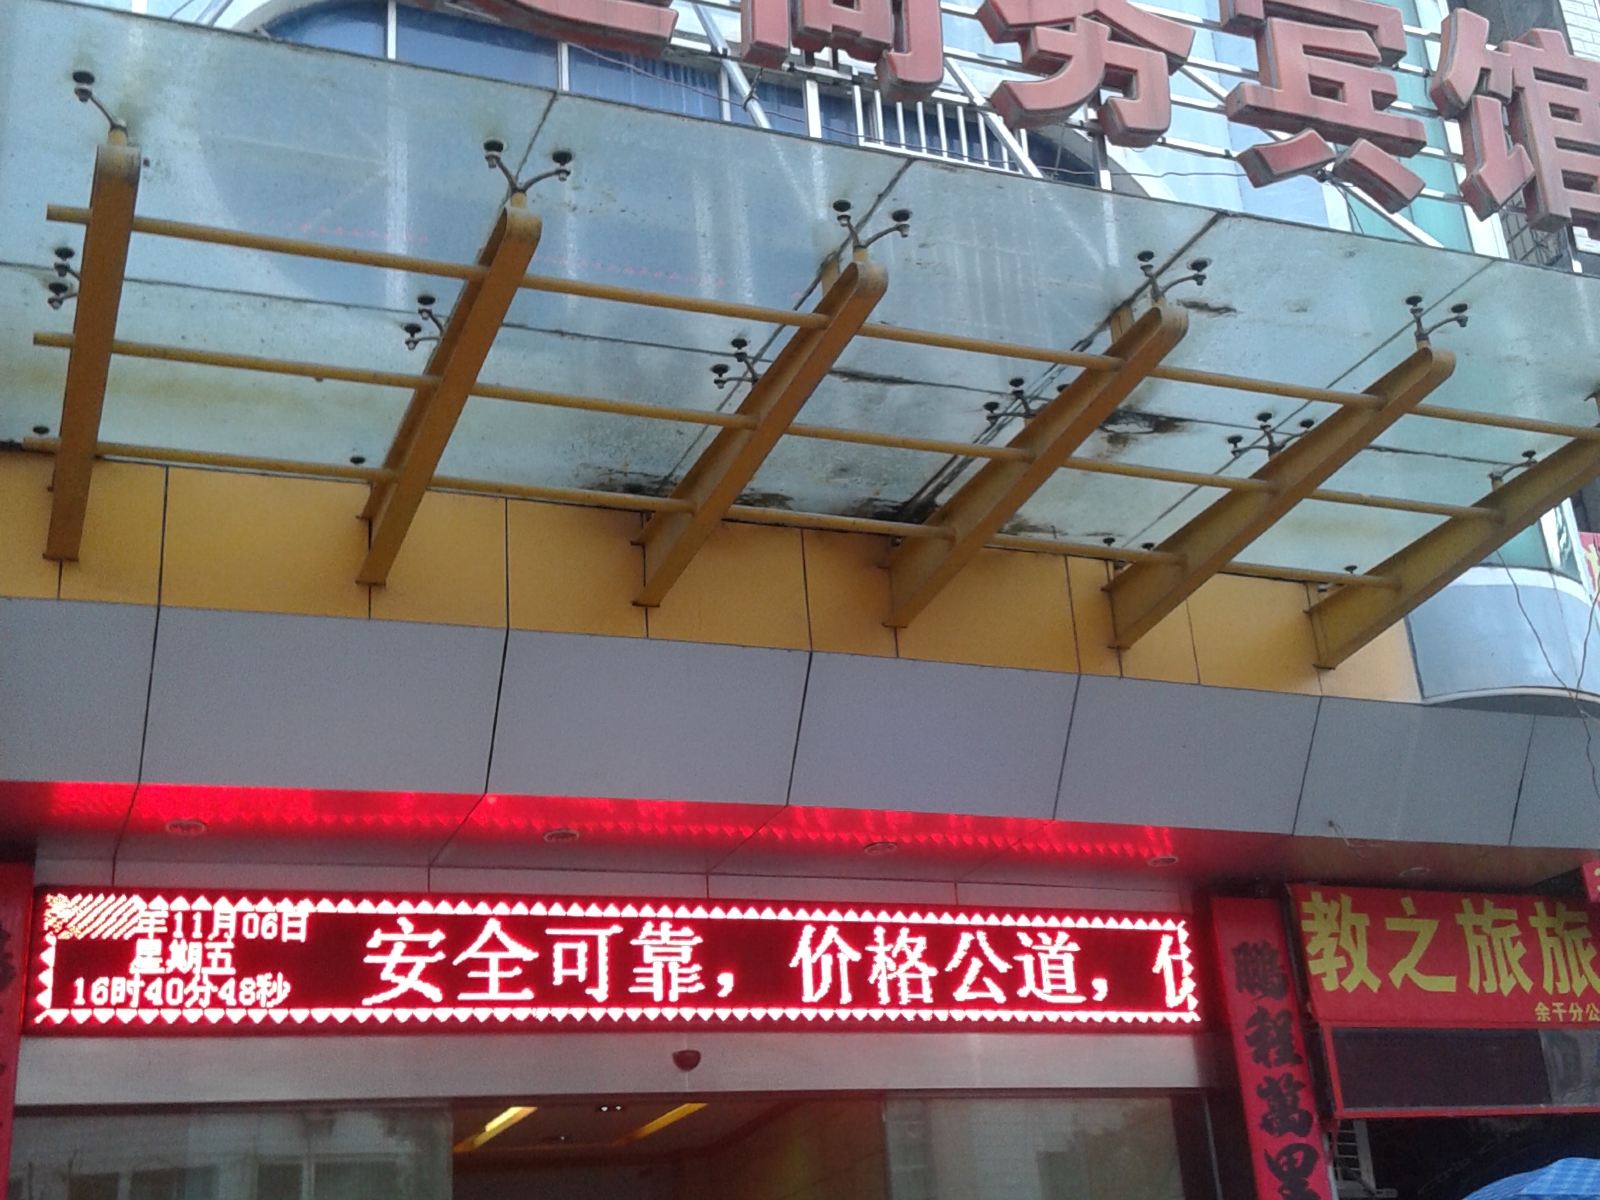 商务宾馆
年11月06日
星期五
16时40分48秒
安全可靠，价格公道，
教之旅旅
余干分公
鹏程萬里